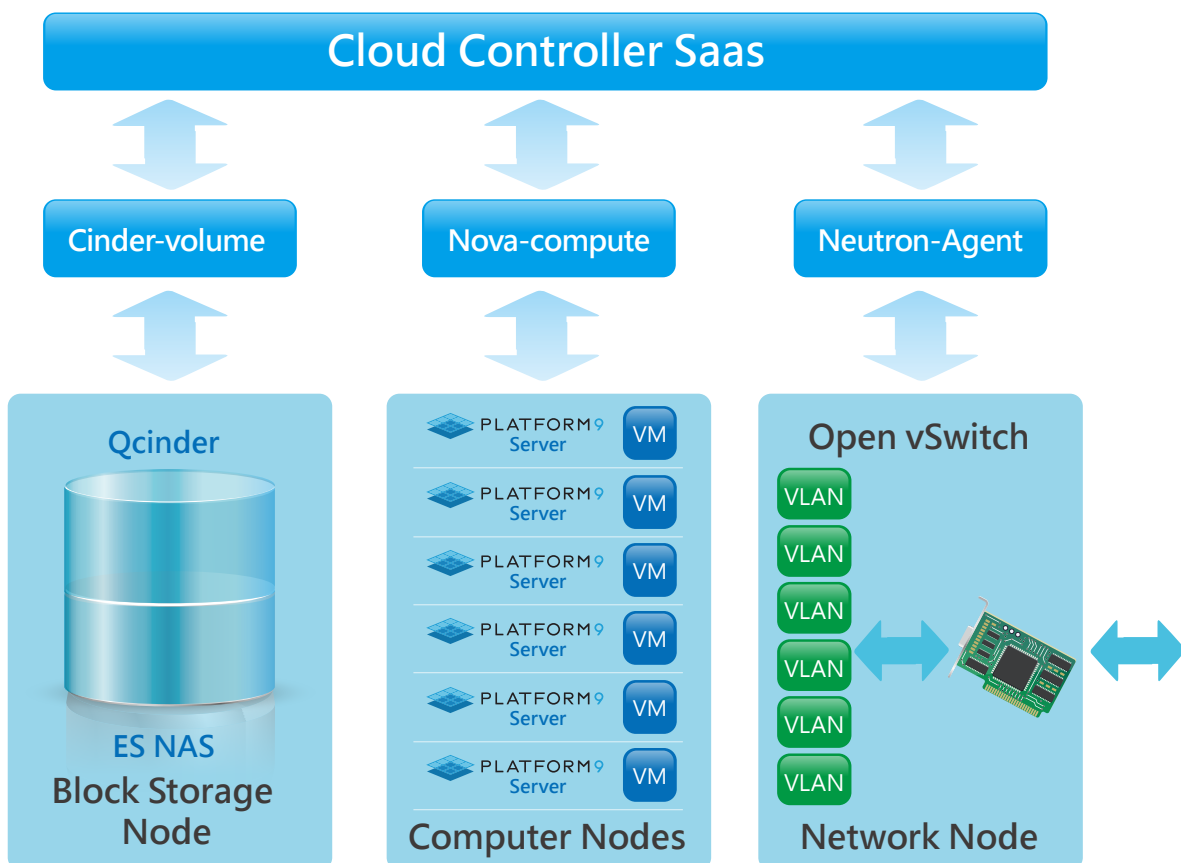 Cloud Controller Saas
Cinder-volume
Nova-compute
Neutron-Agent
Qcinder
ES NAS
Block Storage
Node
PLATFORM9
Server
VM
PLATFORM9
Server
VM
PLATFORM9
Server
VM
PLATFORM9
Server
VM
PLATFORM9
Server
VM
PLATFORM9
Server
VM
Computer Nodes
Open vSwitch
VLAN
VLAN
VLAN
VLAN
VLAN
VLAN
Network Node